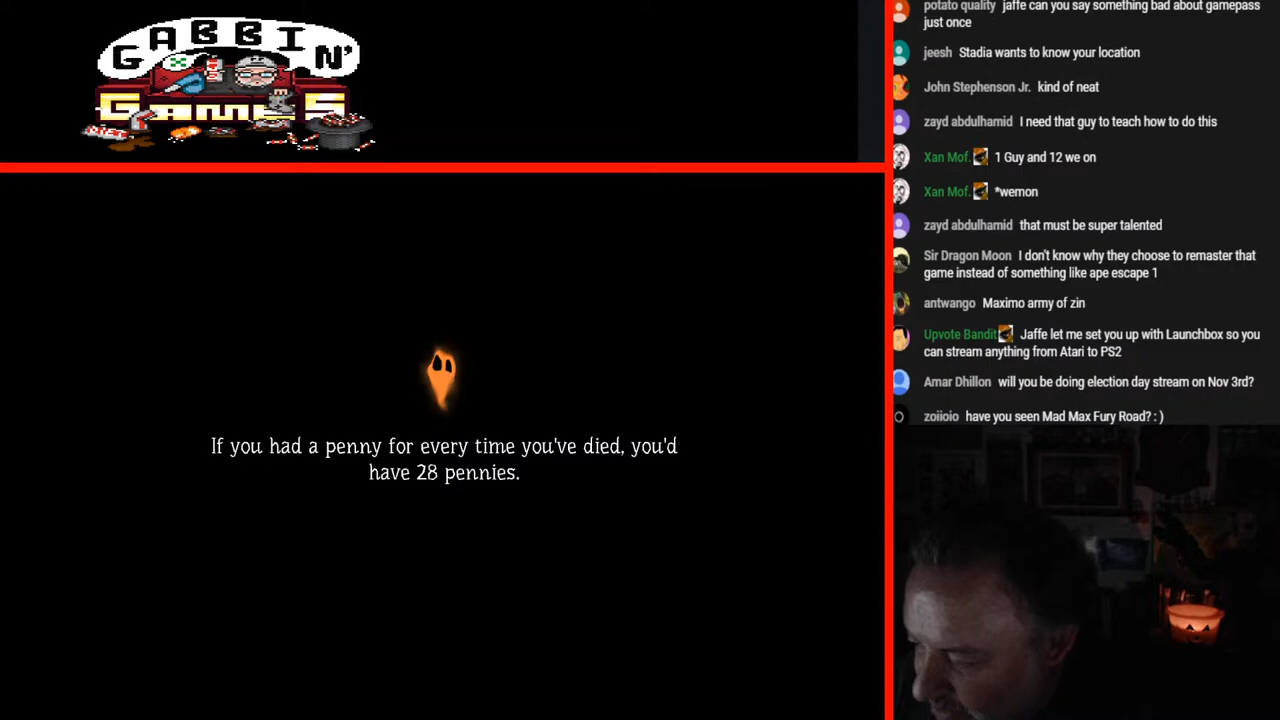 GABBIN'
GAMES
potato quality jaffe can you say something bad about gamepass
just once
jeesh Stadia wants to know your location
John Stephenson Jr. kind of neat
zayd abdulhamid I need that guy to teach how to do this
Xan Mof. 1 Guy and 12 we on
Xan Mof. *wemon
zayd abdulhamid that must be super talented
Sir Dragon Moon I don't know why they choose to remaster that
game instead of something like ape escape 1
antwango Maximo army of zin
Upvote Bandit Jaffe let me set you up with Launchbox so you
can stream anything from Atari to PS2
Amar Dhillon will you be doing election day stream on Nov 3rd?
zoiioio have you seen Mad Max Fury Road? : )
If you had a penny for every time you've died, you'd
have 28 pennies.